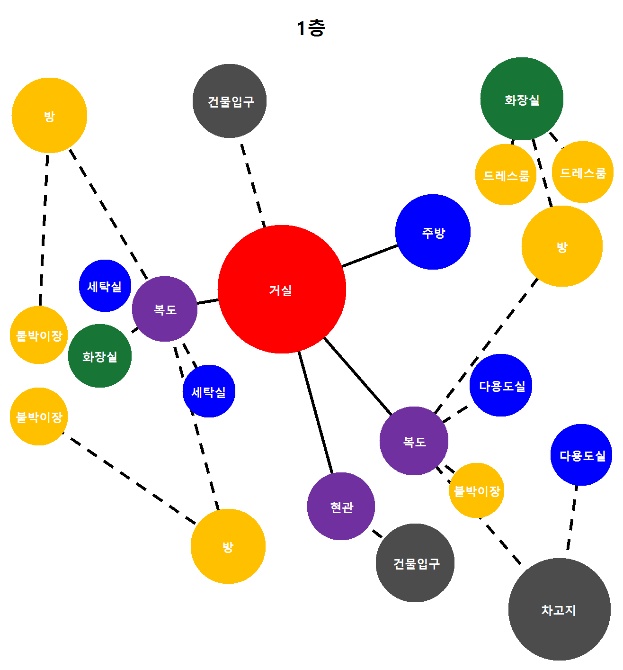 1층
방
건물입구
화장실
드레스룸
드레스룸
주방
방
세탁실
거실
복도
붙박이장
화장실
세탁실
다용도실
붙박이장
복도
다용도실
붙박이장
현관
방
건물입구
차고지